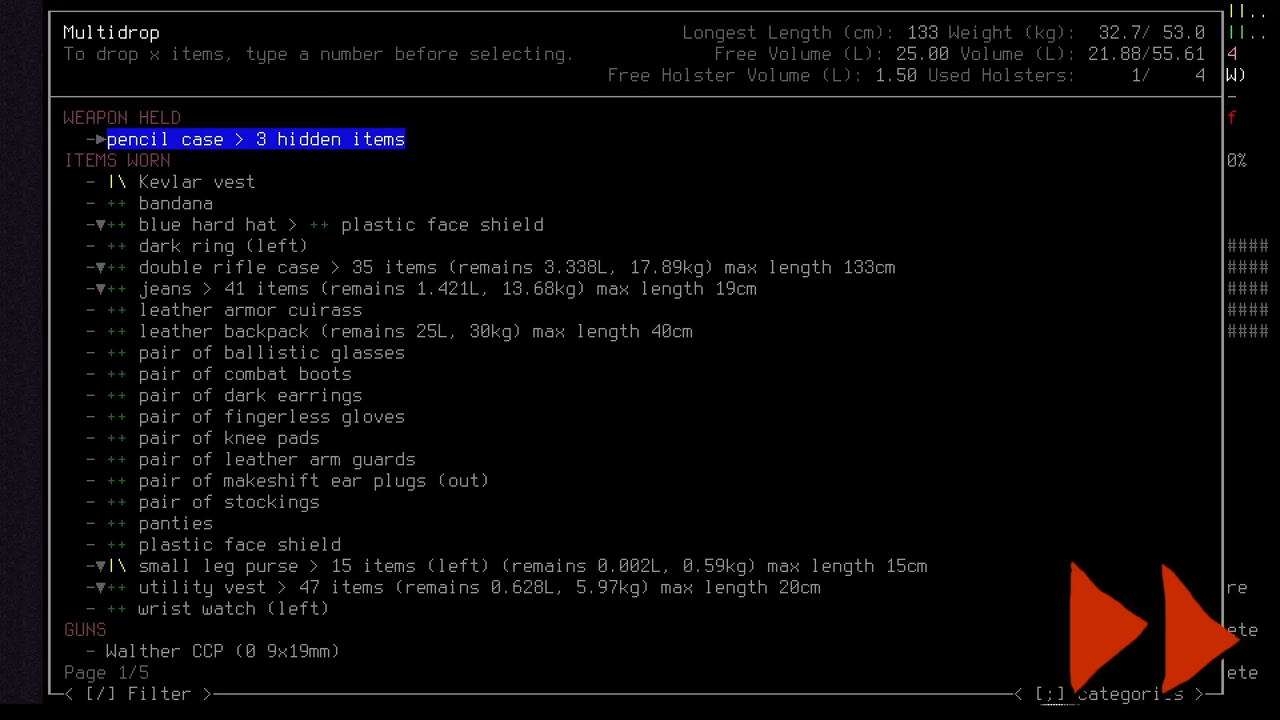 Multidrop Longest Length (cm): 133 Weight (kg): 32.7/ 53.0
To drop x items, type a number before selecting. Free Volume (L): 25.00 Volume (L): 21.88/55.61
Free Holster Volume (L): 1.50 Used Holsters: 1/ 4
WEAPON HELD
-▶pencil case > 3 hidden items
ITEMS WORN
- |\ Kevlar vest
- ++ bandana
-▼++ blue hard hat > ++ plastic face shield
- ++ dark ring (left)
-▼++ double rifle case > 35 items (remains 3.338L, 17.89kg) max length 133cm
-▼++ jeans > 41 items (remains 1.421L, 13.68kg) max length 19cm
- ++ leather armor cuirass
- ++ leather backpack (remains 25L, 30kg) max length 40cm
- ++ pair of ballistic glasses
- ++ pair of combat boots
- ++ pair of dark earrings
- ++ pair of fingerless gloves
- ++ pair of knee pads
- ++ pair of leather arm guards
- ++ pair of makeshift ear plugs (out)
- ++ pair of stockings
- ++ panties
- ++ plastic face shield
-▼|\ small leg purse > 15 items (left) (remains 0.002L, 0.59kg) max length 15cm
-▼++ utility vest > 47 items (remains 0.628L, 5.97kg) max length 20cm
- ++ wrist watch (left)
GUNS
- Walther CCP (0 9x19mm)
Page 1/5
< [/] Filter > < [;] Categories >
||..
||..
4
W)
-
f
0%
####
####
####
####
####
re
ete
ete